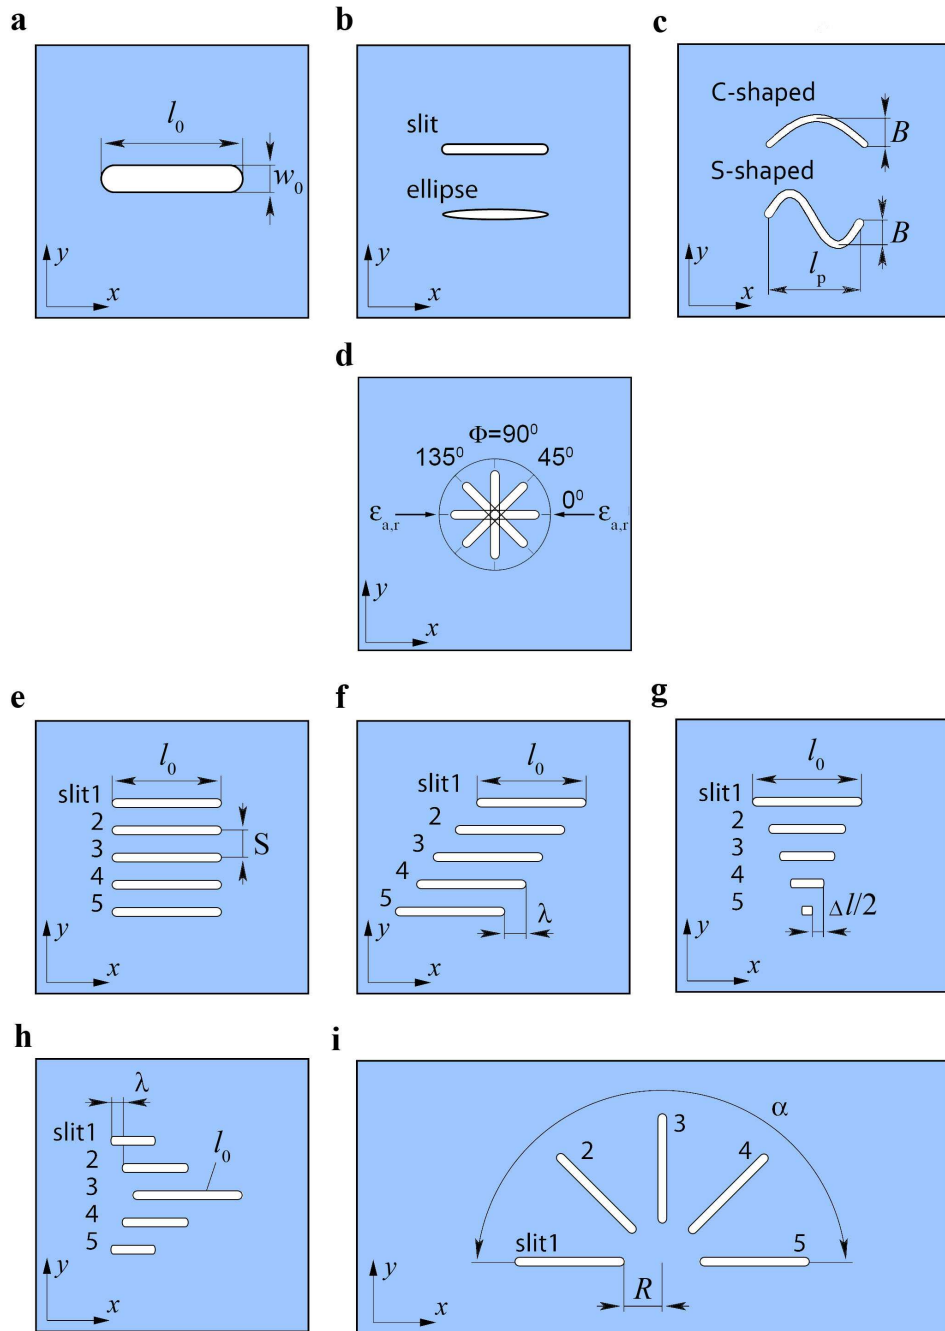 a
l₀
w₀
y
x
b
slit
ellipse
y
x
c
C-shaped
B
S-shaped
B
lₚ
y
x
d
Φ=90⁰
135⁰
45⁰
0⁰
εₐ,ᵣ
εₐ,ᵣ
y
x
e
l₀
slit1
2
3
4
5
S
y
x
f
l₀
slit1
2
3
4
5
λ
y
x
g
l₀
slit1
2
3
4
5
Δl/2
y
x
h
λ
slit1
2
3
4
5
l₀
y
x
i
α
3
2
4
slit1
5
R
y
x